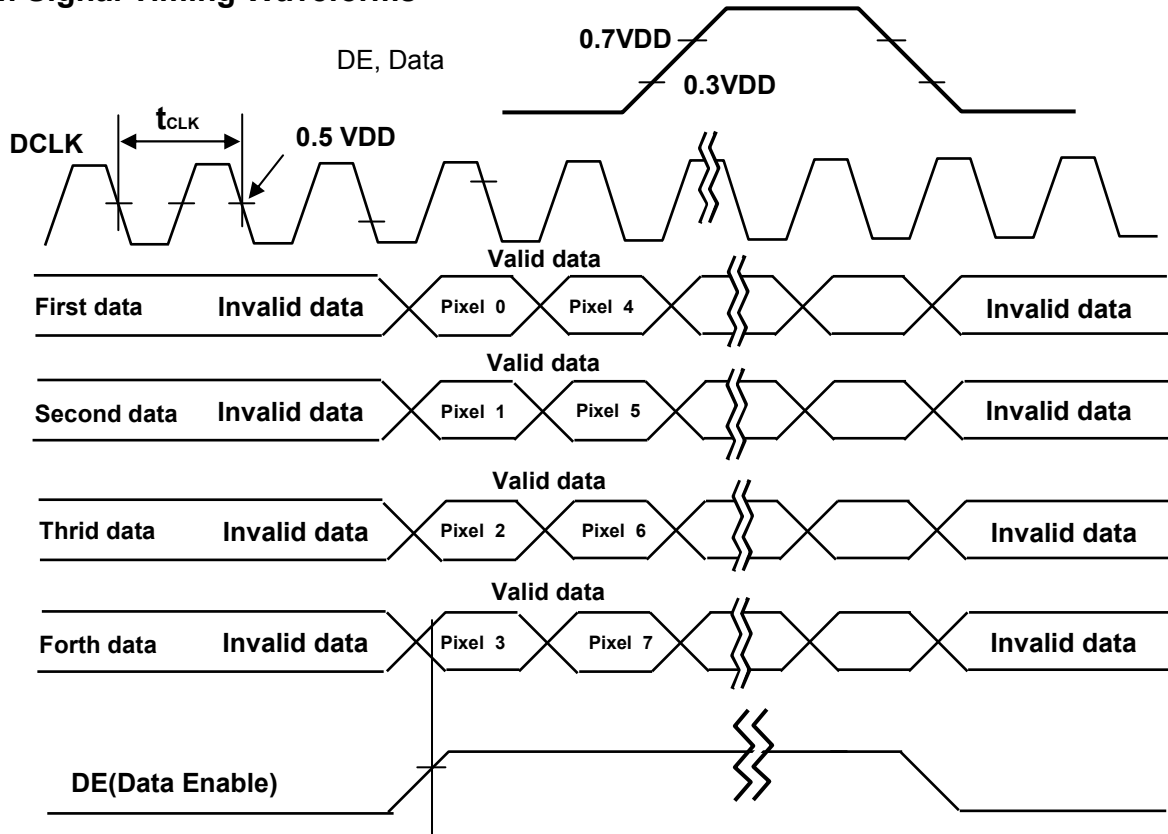 Signal Timing Waveforms
DE, Data
0.7VDD
0.3VDD
DCLK
tCLK
0.5 VDD
Valid data
First data
Invalid data
Pixel 0
Pixel 4
Invalid data
Valid data
Second data
Invalid data
Pixel 1
Pixel 5
Invalid data
Valid data
Thrid data
Invalid data
Pixel 2
Pixel 6
Invalid data
Valid data
Forth data
Invalid data
Pixel 3
Pixel 7
Invalid data
DE(Data Enable)